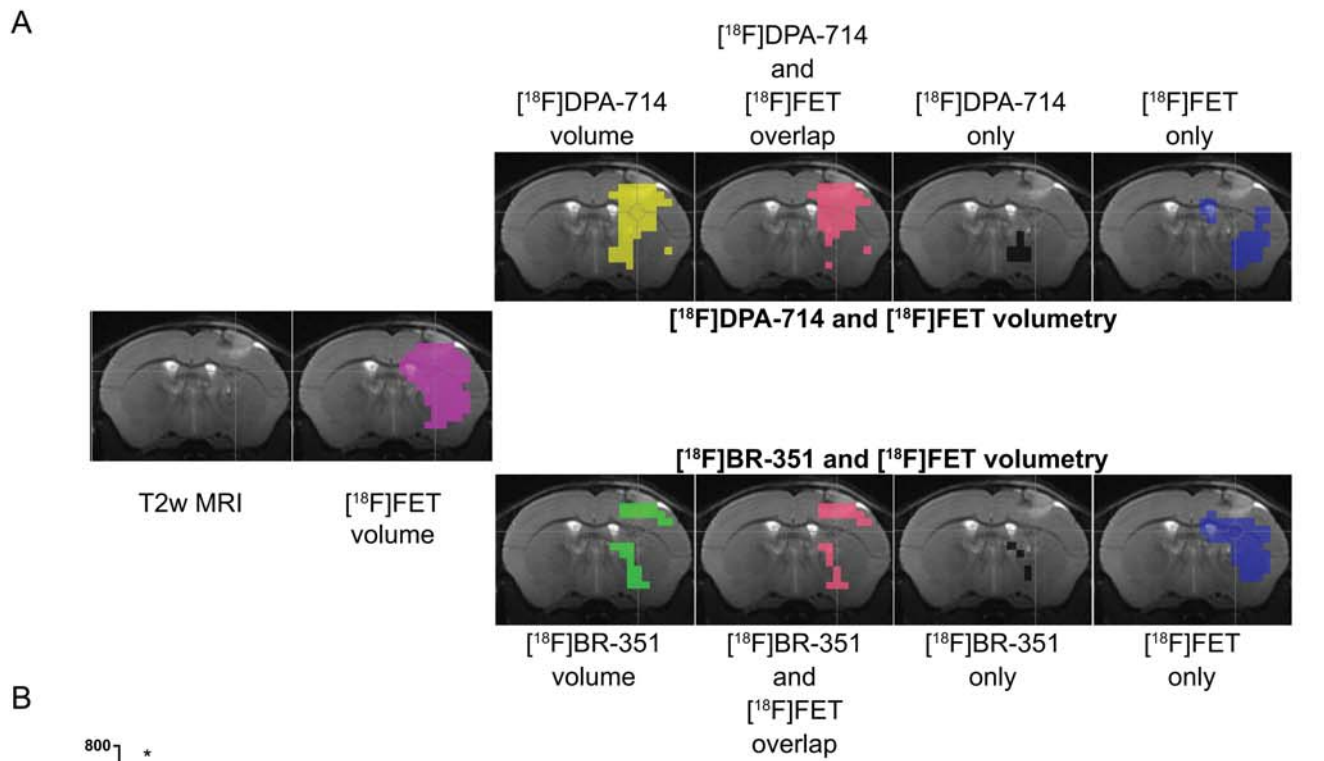 A
[¹⁸F]DPA-714
and
[¹⁸F]DPA-714 [¹⁸F]FET [¹⁸F]DPA-714 [¹⁸F]FET
volume overlap only only
[¹⁸F]DPA-714 and [¹⁸F]FET volumetry
[¹⁸F]BR-351 and [¹⁸F]FET volumetry
T2w MRI [¹⁸F]FET
volume
[¹⁸F]BR-351 [¹⁸F]BR-351 [¹⁸F]BR-351 [¹⁸F]FET
volume and only only
[¹⁸F]FET
overlap
B
800
*